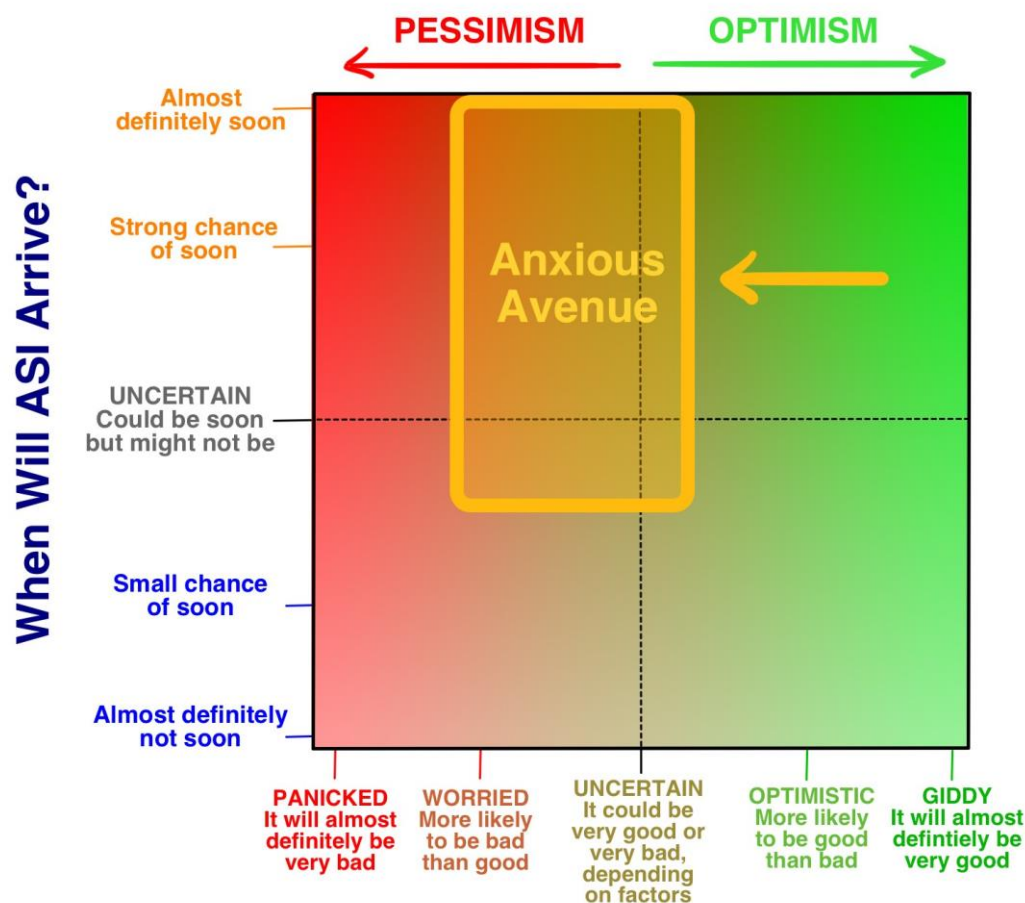 PESSIMISM
OPTIMISM
When Will ASI Arrive?
Almost
definitely soon
Strong chance
of soon
UNCERTAIN
Could be soon
but might not be
Small chance
of soon
Almost definitely
not soon
Anxious
Avenue
PANICKED
It will almost
definitely be
very bad
WORRIED
More likely
to be bad
than good
UNCERTAIN
It could be
very good or
very bad,
depending
on factors
OPTIMISTIC
More likely
to be good
than bad
GIDDY
It will almost
defintiely be
very good